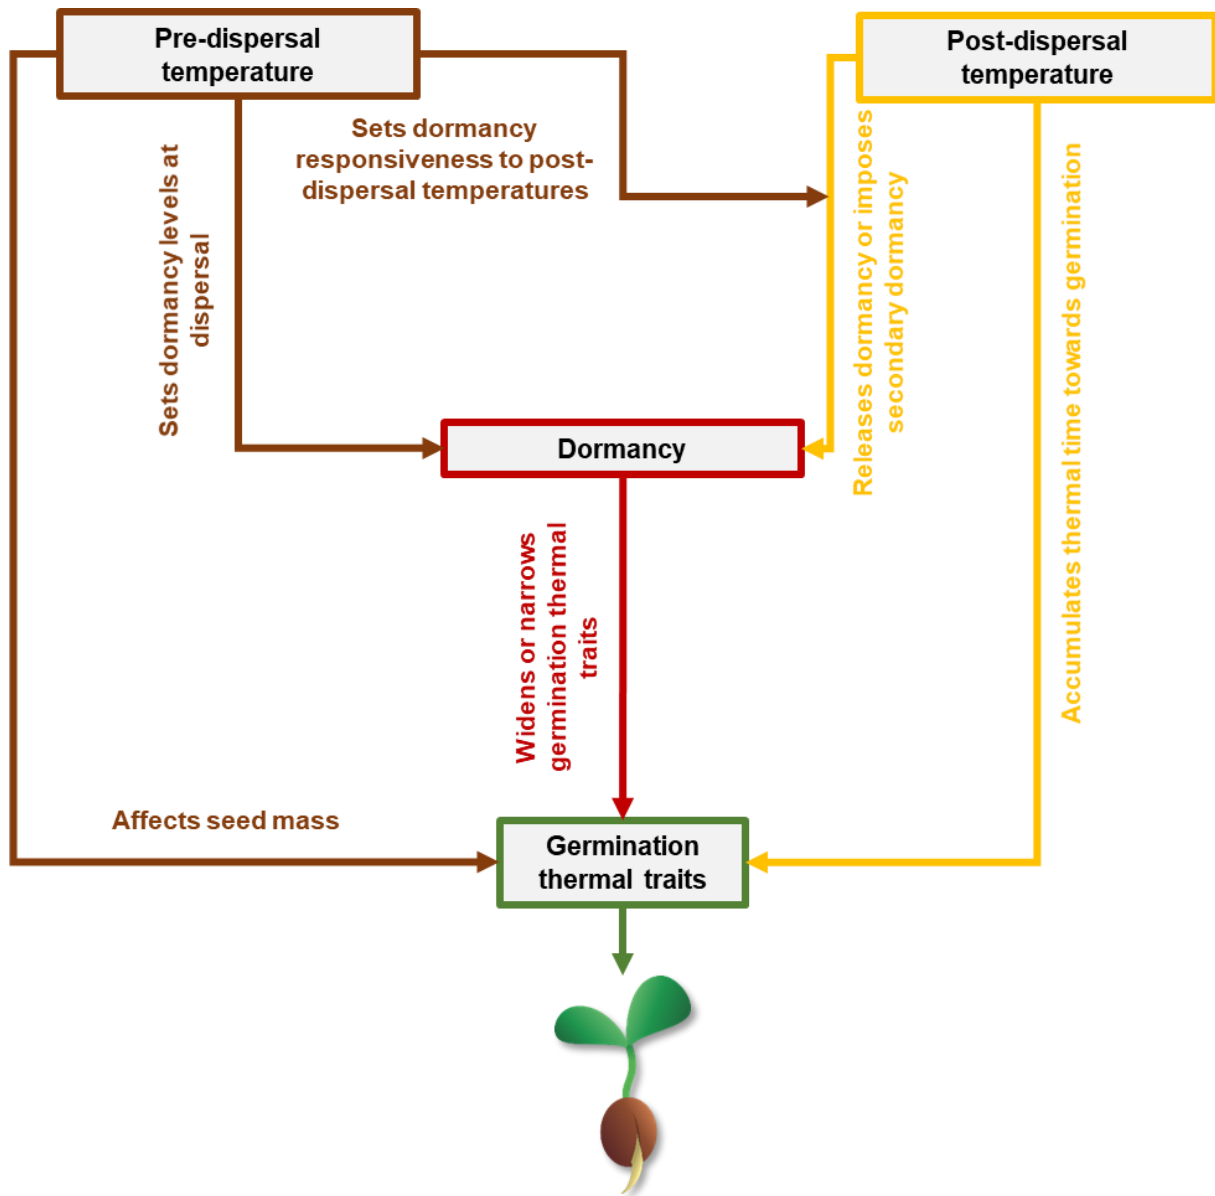 Pre-dispersal
temperature
Post-dispersal
temperature
Sets dormancy
responsiveness to post-
dispersal temperatures
Sets dormancy levels at
dispersal
Releases dormancy or imposes
secondary dormancy
Accumulates thermal time towards germination
Dormancy
Widens or narrows
germination thermal
traits
Affects seed mass
Germination
thermal traits